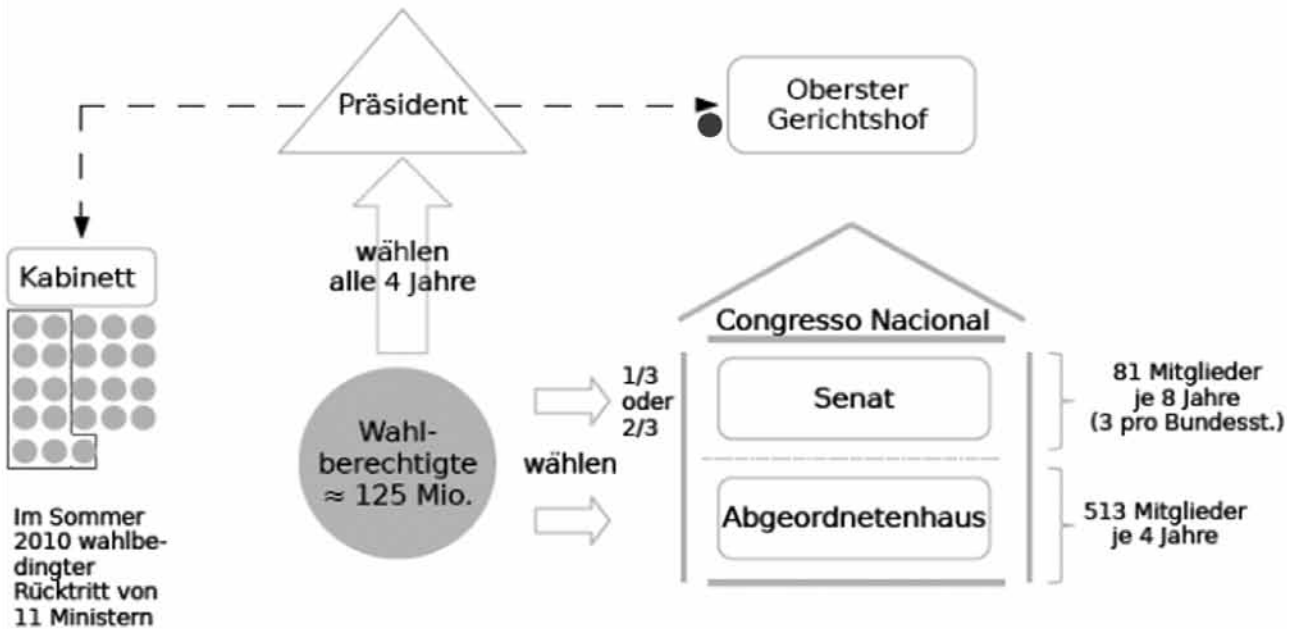 Präsident
Oberster
Gerichtshof
Kabinett
wählen
alle 4 Jahre
Congresso Nacional
1/3
oder
2/3
Senat
81 Mitglieder
je 8 Jahre
(3 pro Bundesst.)
Wahl-
berechtigte
≈ 125 Mio.
wählen
Abgeordnetenhaus
513 Mitglieder
je 4 Jahre
Im Sommer
2010 wahlbe-
dingter
Rücktritt von
11 Ministern